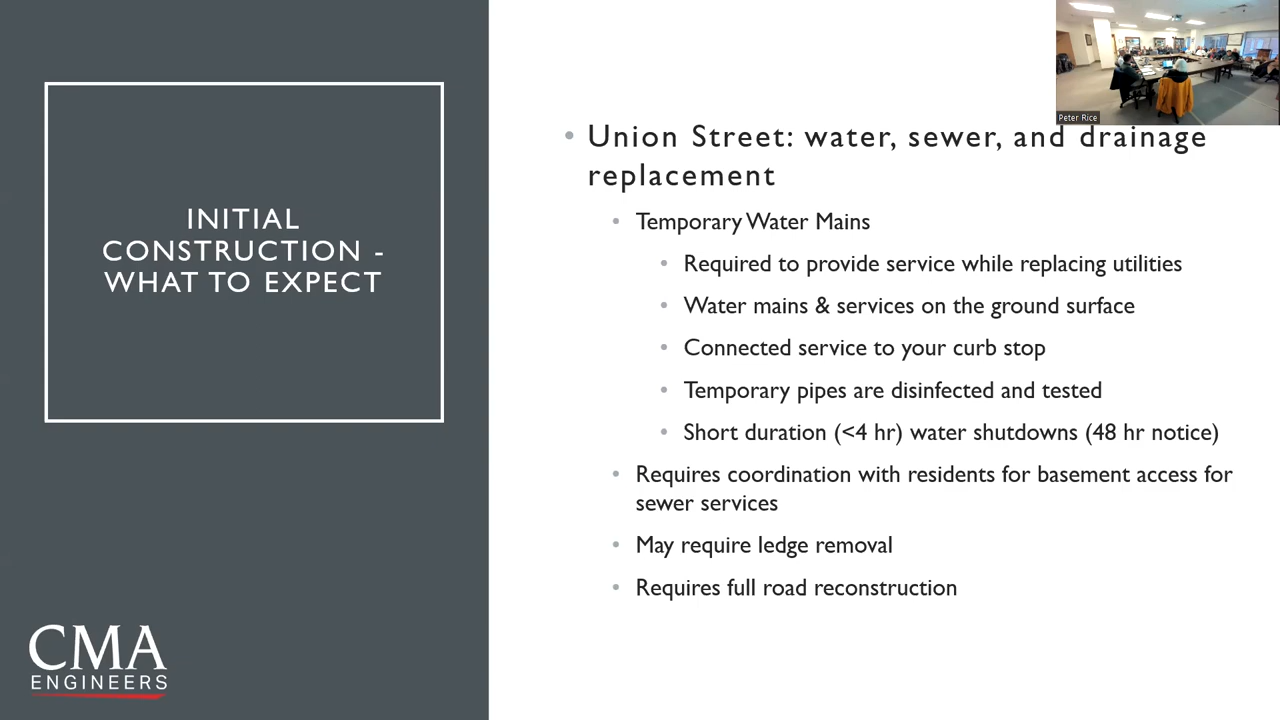 INITIAL
CONSTRUCTION -
WHAT TO EXPECT
CMA
ENGINEERS
Peter Rice
• Union Street: water, sewer, and drainage
replacement
• Temporary Water Mains
• Required to provide service while replacing utilities
• Water mains & services on the ground surface
• Connected service to your curb stop
• Temporary pipes are disinfected and tested
• Short duration (<4 hr) water shutdowns (48 hr notice)
• Requires coordination with residents for basement access for
sewer services
• May require ledge removal
• Requires full road reconstruction